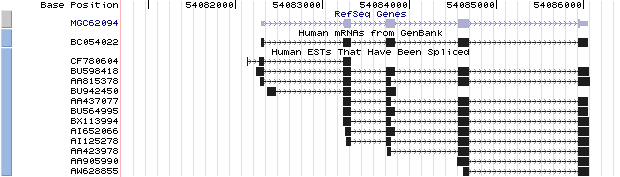 Base Position 54082000 54083000 54084000 54085000 54086000
RefSeq Genes
MGC62094
Human mRNAs from GenBank
BC054022
Human ESTs That Have Been Spliced
CF780604
BU598418
AA815378
BU942450
AA437077
BU564995
BX113994
AI652066
AI125278
AA423978
AA905990
AW628855